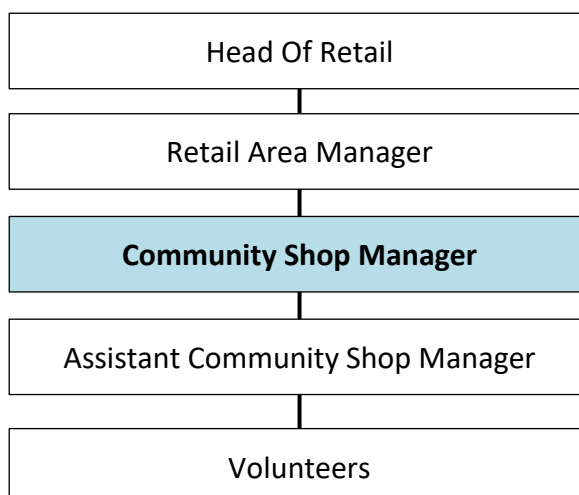 Head Of Retail
Retail Area Manager
Community Shop Manager
Assistant Community Shop Manager
Volunteers